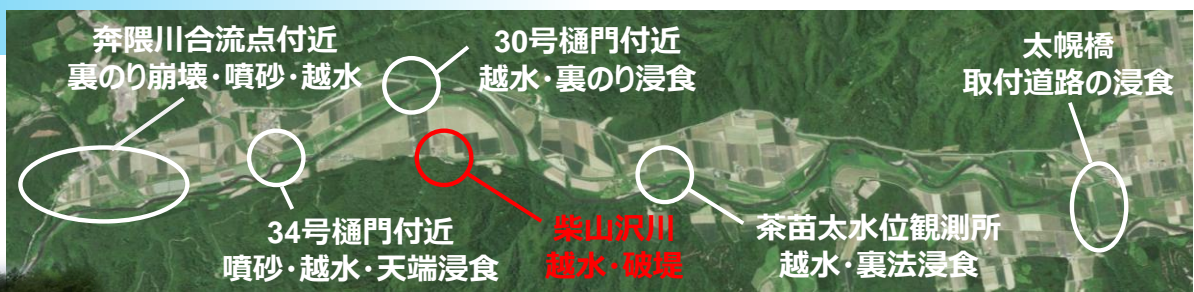 奔隈川合流点付近
裏のり崩壊･噴砂･越水
30号樋門付近
越水･裏のり浸食
太幌橋
取付道路の浸食
34号樋門付近
噴砂･越水･天端浸食
柴山沢川
越水･破堤
茶苗太水位観測所
越水･裏法浸食